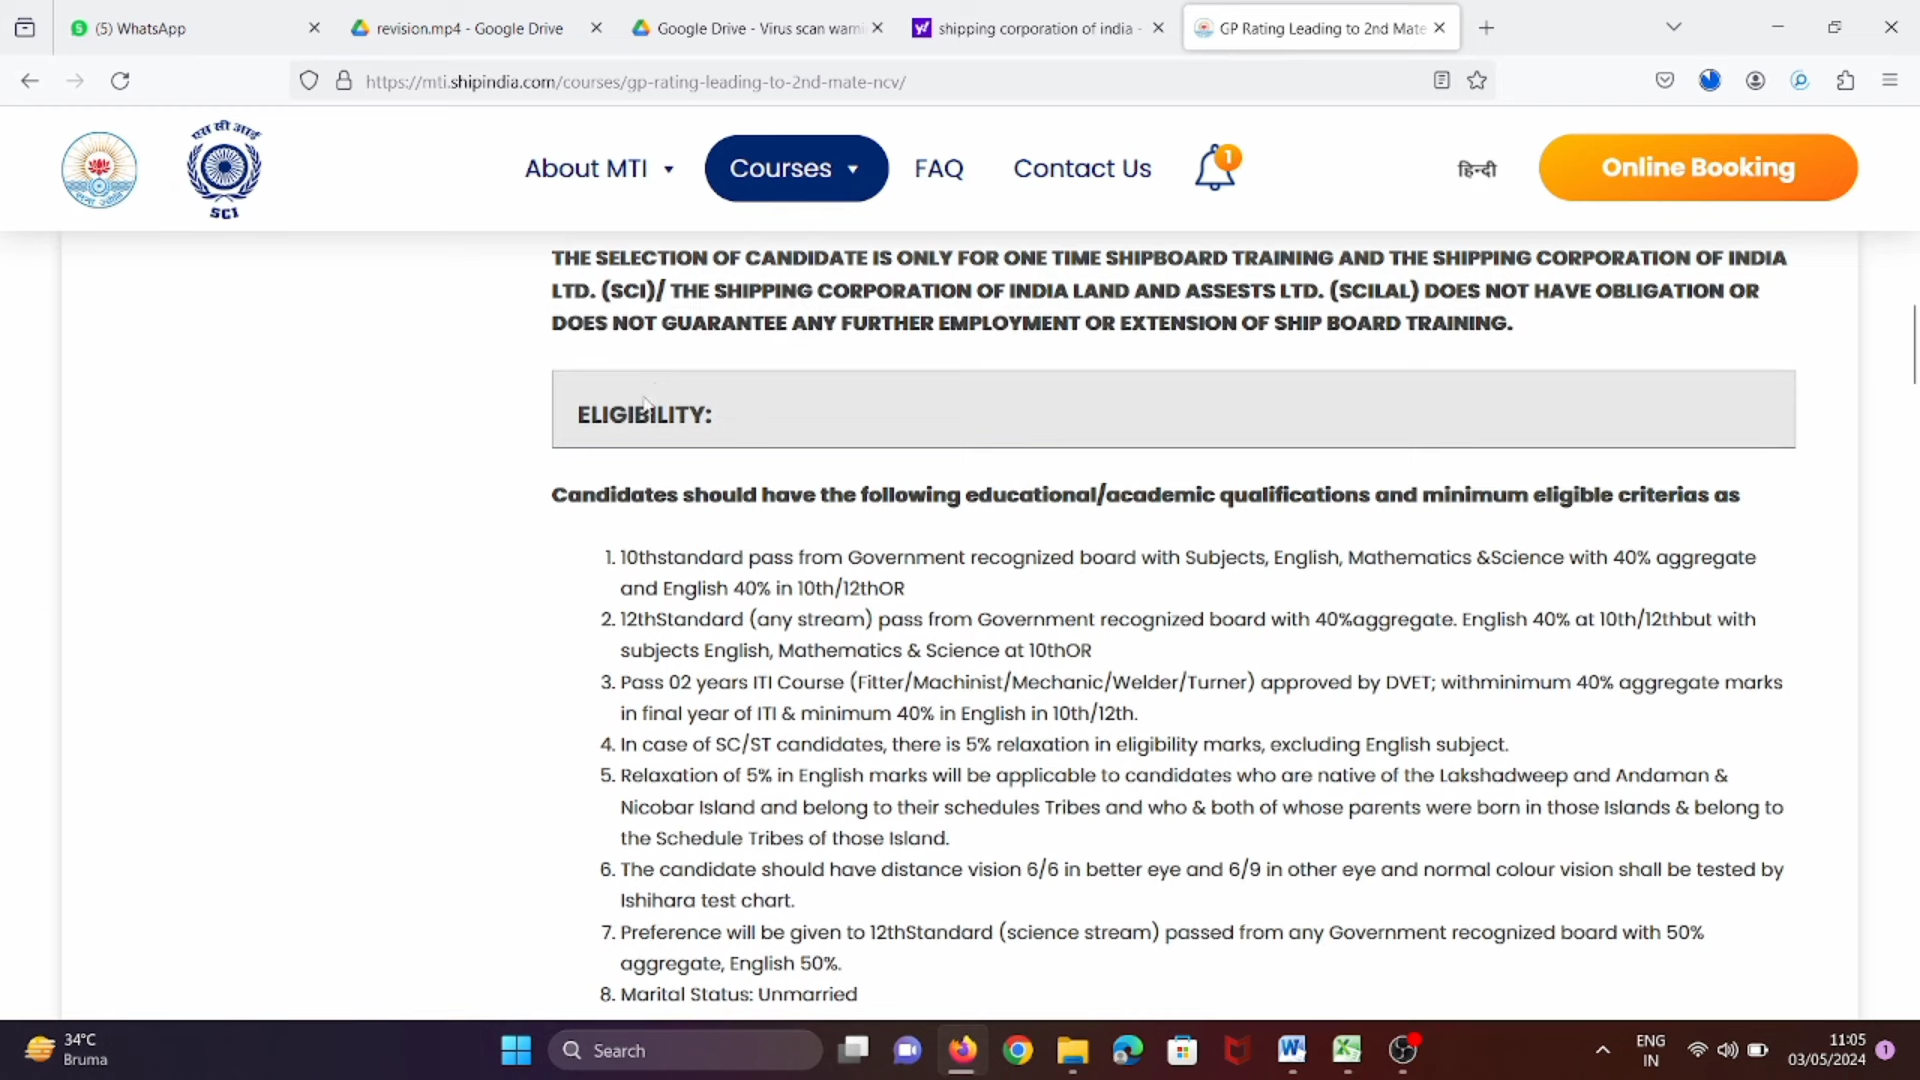 (5) WhatsApp
revision.mp4 - Google Drive
Google Drive - Virus scan warni
shipping corporation of india -
GP Rating Leading to 2nd Mate
https://mti.shipindia.com/courses/gp-rating-leading-to-2nd-mate-ncv/
एस सी आई
SCI
About MTI
Courses
FAQ
Contact Us
1
हिन्दी
Online Booking
THE SELECTION OF CANDIDATE IS ONLY FOR ONE TIME SHIPBOARD TRAINING AND THE SHIPPING CORPORATION OF INDIA
LTD. (SCI)/ THE SHIPPING CORPORATION OF INDIA LAND AND ASSESTS LTD. (SCILAL) DOES NOT HAVE OBLIGATION OR
DOES NOT GUARANTEE ANY FURTHER EMPLOYMENT OR EXTENSION OF SHIP BOARD TRAINING.
ELIGIBILITY:
Candidates should have the following educational/academic qualifications and minimum eligible criterias as
1. 10thstandard pass from Government recognized board with Subjects, English, Mathematics &Science with 40% aggregate
and English 40% in 10th/12thOR
2. 12thStandard (any stream) pass from Government recognized board with 40%aggregate. English 40% at 10th/12thbut with
subjects English, Mathematics & Science at 10thOR
3. Pass 02 years ITI Course (Fitter/Machinist/Mechanic/Welder/Turner) approved by DVET; withminimum 40% aggregate marks
in final year of ITI & minimum 40% in English in 10th/12th.
4. In case of SC/ST candidates, there is 5% relaxation in eligibility marks, excluding English subject.
5. Relaxation of 5% in English marks will be applicable to candidates who are native of the Lakshadweep and Andaman &
Nicobar Island and belong to their schedules Tribes and who & both of whose parents were born in those Islands & belong to
the Schedule Tribes of those Island.
6. The candidate should have distance vision 6/6 in better eye and 6/9 in other eye and normal colour vision shall be tested by
Ishihara test chart.
7. Preference will be given to 12thStandard (science stream) passed from any Government recognized board with 50%
aggregate, English 50%.
8. Marital Status: Unmarried
34°C
Bruma
Search
ENG
IN
11:05
03/05/2024
1